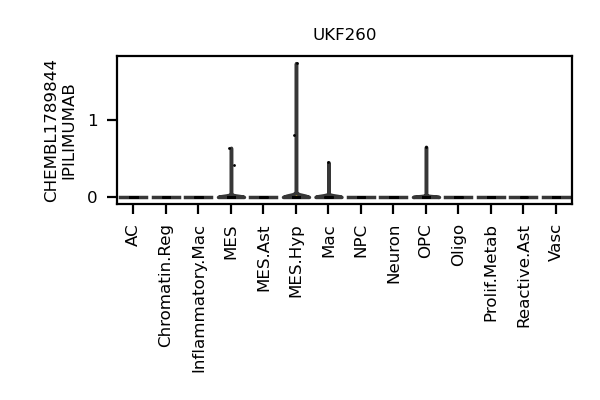 UKF260
CHEMBL1789844
IPILIMUMAB
1
0
AC
Chromatin.Reg
Inflammatory.Mac
MES
MES.Ast
MES.Hyp
Mac
NPC
Neuron
OPC
Oligo
Prolif.Metab
Reactive.Ast
Vasc